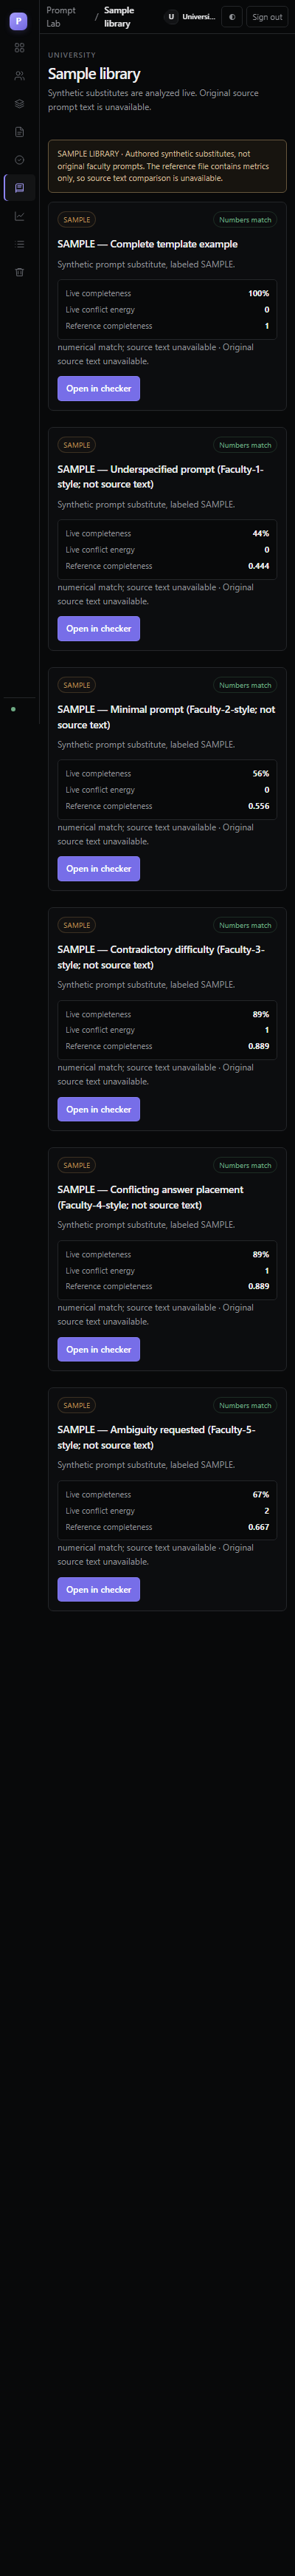 P
Prompt
Lab
/
Sample
library
U
Universi...
Sign out
UNIVERSITY
Sample library
Synthetic substitutes are analyzed live. Original source
prompt text is unavailable.
SAMPLE LIBRARY · Authored synthetic substitutes, not
original faculty prompts. The reference file contains metrics
only, so source text comparison is unavailable.
SAMPLE
Numbers match
SAMPLE — Complete template example
Synthetic prompt substitute, labeled SAMPLE.
Live completeness 100%
Live conflict energy 0
Reference completeness 1
numerical match; source text unavailable · Original
source text unavailable.
Open in checker
SAMPLE
Numbers match
SAMPLE — Underspecified prompt (Faculty-1-
style; not source text)
Synthetic prompt substitute, labeled SAMPLE.
Live completeness 44%
Live conflict energy 0
Reference completeness 0.444
numerical match; source text unavailable · Original
source text unavailable.
Open in checker
SAMPLE
Numbers match
SAMPLE — Minimal prompt (Faculty-2-style; not
source text)
Synthetic prompt substitute, labeled SAMPLE.
Live completeness 56%
Live conflict energy 0
Reference completeness 0.556
numerical match; source text unavailable · Original
source text unavailable.
Open in checker
SAMPLE
Numbers match
SAMPLE — Contradictory difficulty (Faculty-3-
style; not source text)
Synthetic prompt substitute, labeled SAMPLE.
Live completeness 89%
Live conflict energy 1
Reference completeness 0.889
numerical match; source text unavailable · Original
source text unavailable.
Open in checker
SAMPLE
Numbers match
SAMPLE — Conflicting answer placement
(Faculty-4-style; not source text)
Synthetic prompt substitute, labeled SAMPLE.
Live completeness 89%
Live conflict energy 1
Reference completeness 0.889
numerical match; source text unavailable · Original
source text unavailable.
Open in checker
SAMPLE
Numbers match
SAMPLE — Ambiguity requested (Faculty-5-
style; not source text)
Synthetic prompt substitute, labeled SAMPLE.
Live completeness 67%
Live conflict energy 2
Reference completeness 0.667
numerical match; source text unavailable · Original
source text unavailable.
Open in checker